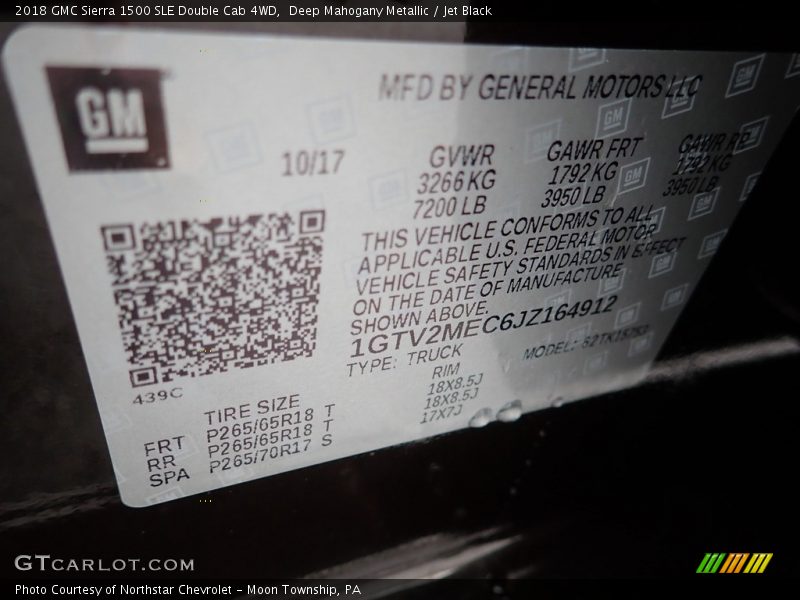 2018 GMC Sierra 1500 SLE Double Cab 4WD, Deep Mahogany Metallic / Jet Black
GM
MFD BY GENERAL MOTORS LLC
10/17
GVWR
3266 KG
7200 LB
GAWR FRT
1792 KG
3950 LB
GAWR RR
1792 KG
3950 LB
THIS VEHICLE CONFORMS TO ALL
APPLICABLE U.S. FEDERAL MOTOR
VEHICLE SAFETY STANDARDS IN EFFECT
ON THE DATE OF MANUFACTURE
SHOWN ABOVE.
1GTV2MEC6JZ164912
TYPE: TRUCK
MODEL:
439C
TIRE SIZE RIM
FRT P265/65R18 T 18X8.5J
RR P265/65R18 T 18X8.5J
SPA P265/70R17 S 17X7J
GTCARLOT.COM
Photo Courtesy of Northstar Chevrolet – Moon Township, PA